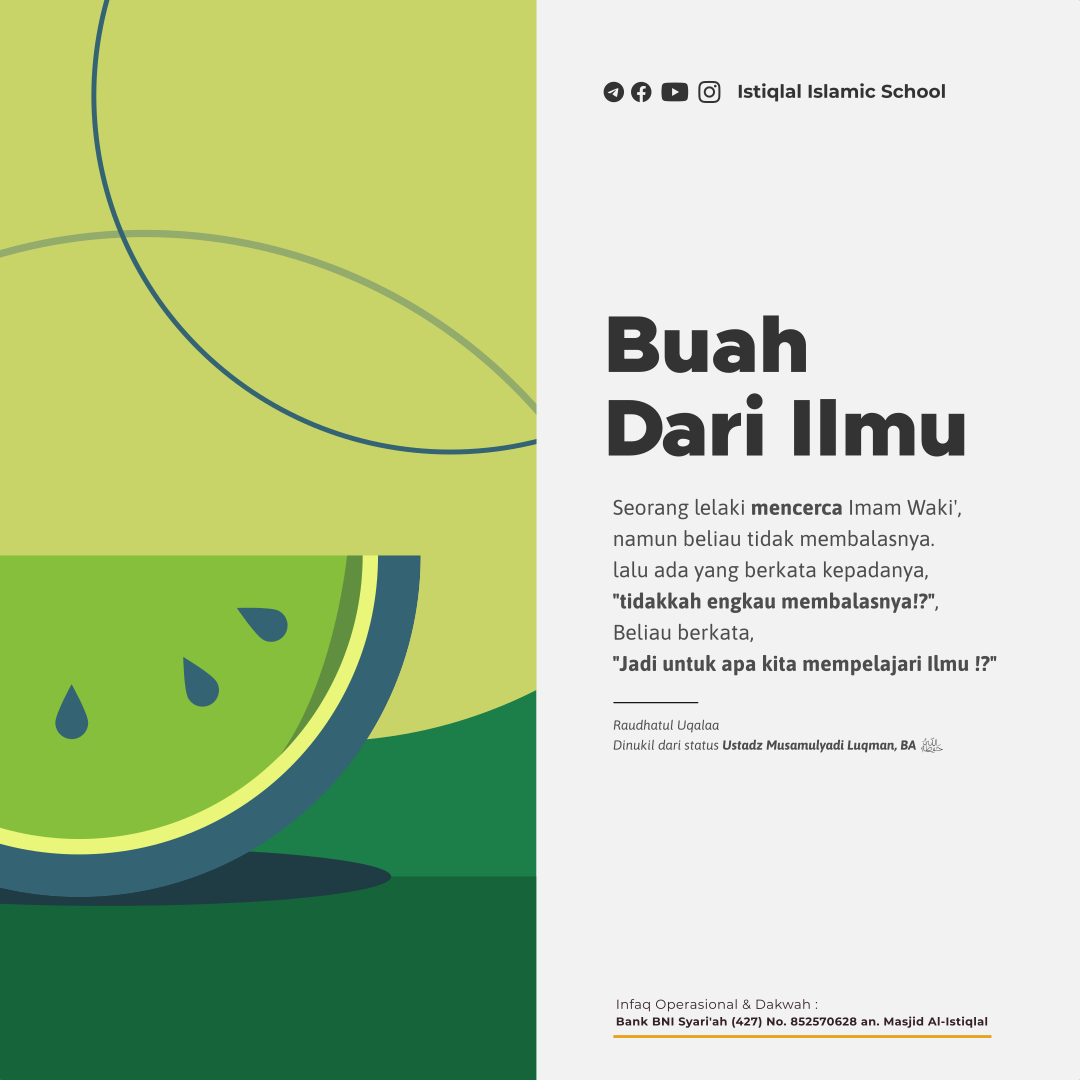 Istiqlal Islamic School
Buah
Dari Ilmu
Seorang lelaki mencerca Imam Waki',
namun beliau tidak membalasnya.
lalu ada yang berkata kepadanya,
"tidakkah engkau membalasnya!?",
Beliau berkata,
"Jadi untuk apa kita mempelajari Ilmu !?"
Raudhatul Uqalaa
Dinukil dari status Ustadz Musamulyadi Luqman, BA
Infaq Operasional & Dakwah :
Bank BNI Syari'ah (427) No. 852570628 an. Masjid Al-Istiqlal